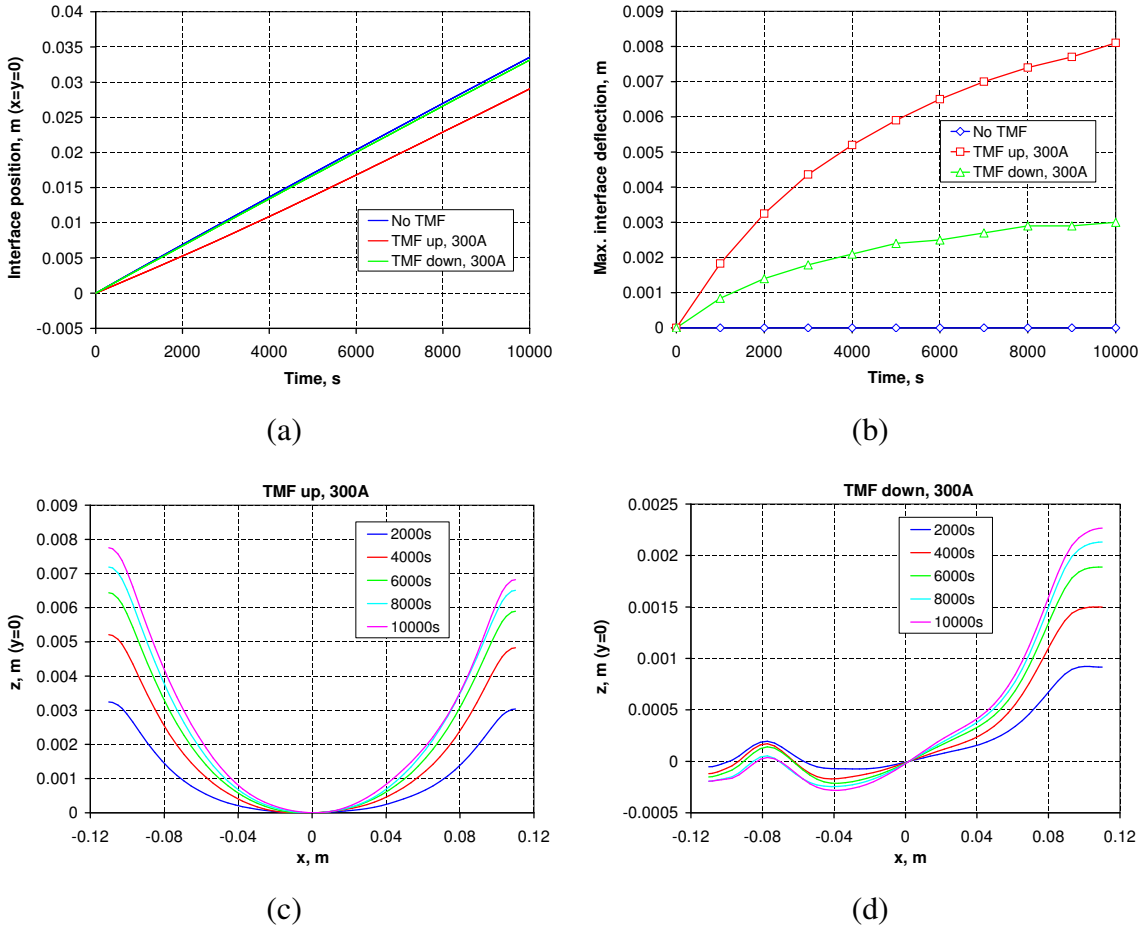 0.04
0.035
0.03
0.025
0.02
0.015
0.01
0.005
0
-0.005
Interface position, m (x=y=0)
No TMF
TMF up, 300A
TMF down, 300A
0 2000 4000 6000 8000 10000
Time, s
(a)
0.009
0.008
0.007
0.006
0.005
0.004
0.003
0.002
0.001
0
Max. interface deflection, m
No TMF
TMF up, 300A
TMF down, 300A
0 2000 4000 6000 8000 10000
Time, s
(b)
TMF up, 300A
0.009
0.008
0.007
0.006
0.005
0.004
0.003
0.002
0.001
0
z, m (y=0)
2000s
4000s
6000s
8000s
10000s
-0.12 -0.08 -0.04 0 0.04 0.08 0.12
x, m
(c)
TMF down, 300A
0.0025
0.002
0.0015
0.001
0.0005
0
-0.0005
z, m (y=0)
2000s
4000s
6000s
8000s
10000s
-0.12 -0.08 -0.04 0 0.04 0.08 0.12
x, m
(d)